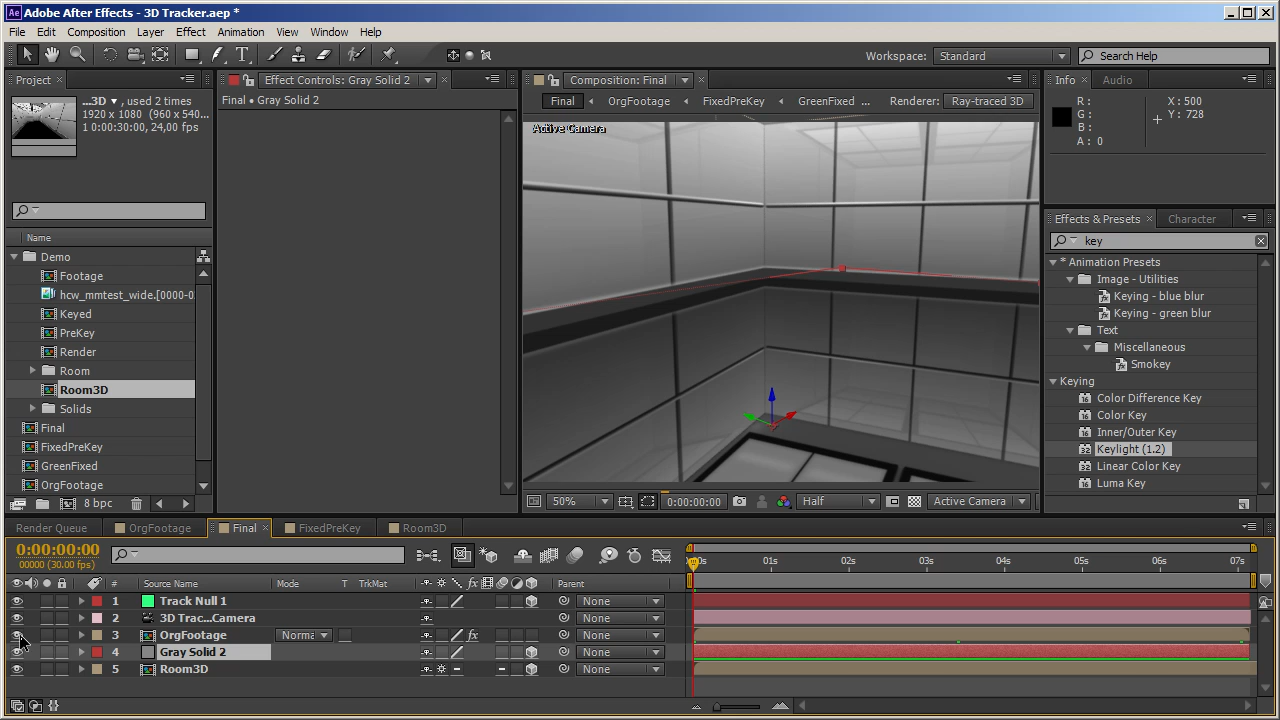 Adobe After Effects - 3D Tracker.aep *
File Edit Composition Layer Effect Animation View Window Help
Workspace: Standard Search Help
Project
...3D ▾ , used 2 times
1920 x 1080 (960 x 540...
1 0:00:30:00, 24,00 fps
Name
Demo
Footage
hcw_mmtest_wide.[0000-0
Keyed
PreKey
Render
Room
Room3D
Solids
Final
FixedPreKey
GreenFixed
OrgFootage
8 bpc
Effect Controls: Gray Solid 2
Final • Gray Solid 2
Composition: Final
Final OrgFootage FixedPreKey GreenFixed ... Renderer: Ray-traced 3D
Active Camera
50% 0:00:00:00 Half Active Camera
Info Audio
R: X: 500
G: Y: 728
B:
A: 0
Effects & Presets Character
key
* Animation Presets
Image - Utilities
Keying - blue blur
Keying - green blur
Text
Miscellaneous
Smokey
Keying
Color Difference Key
Color Key
Inner/Outer Key
Keylight (1.2)
Linear Color Key
Luma Key
Render Queue OrgFootage Final FixedPreKey Room3D
0:00:00:00
00000 (30.00 fps)
00s 01s 02s 03s 04s 05s 06s 07s
# Source Name Mode T TrkMat Parent
1 Track Null 1 None
2 3D Trac...Camera None
3 OrgFootage Norma None
4 Gray Solid 2 None
5 Room3D None